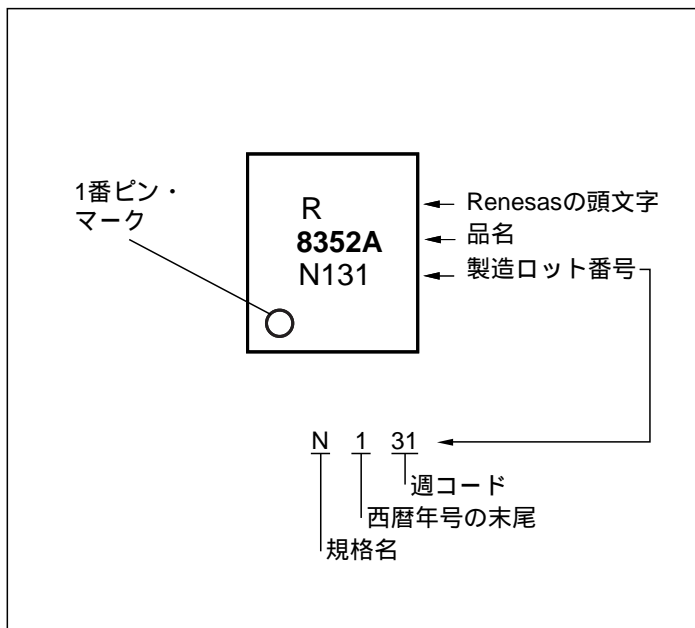 1番ピン・
マーク
R
8352A
N131
Renesasの頭文字
品名
製造ロット番号
N 1 31
週コード
西暦年号の末尾
規格名